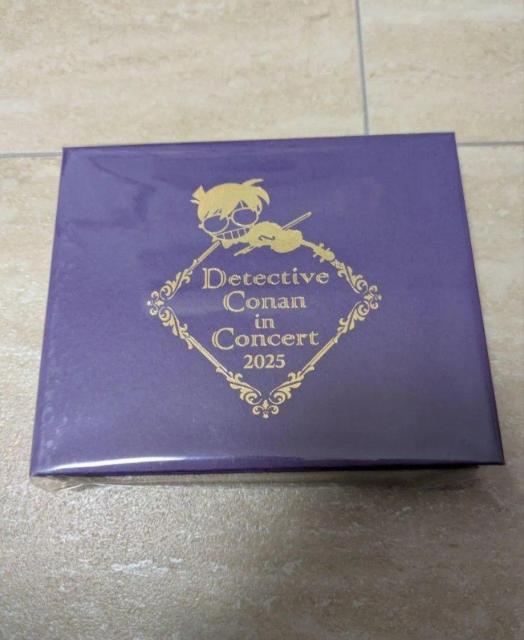 Detective
Conan
in
Concert
2025